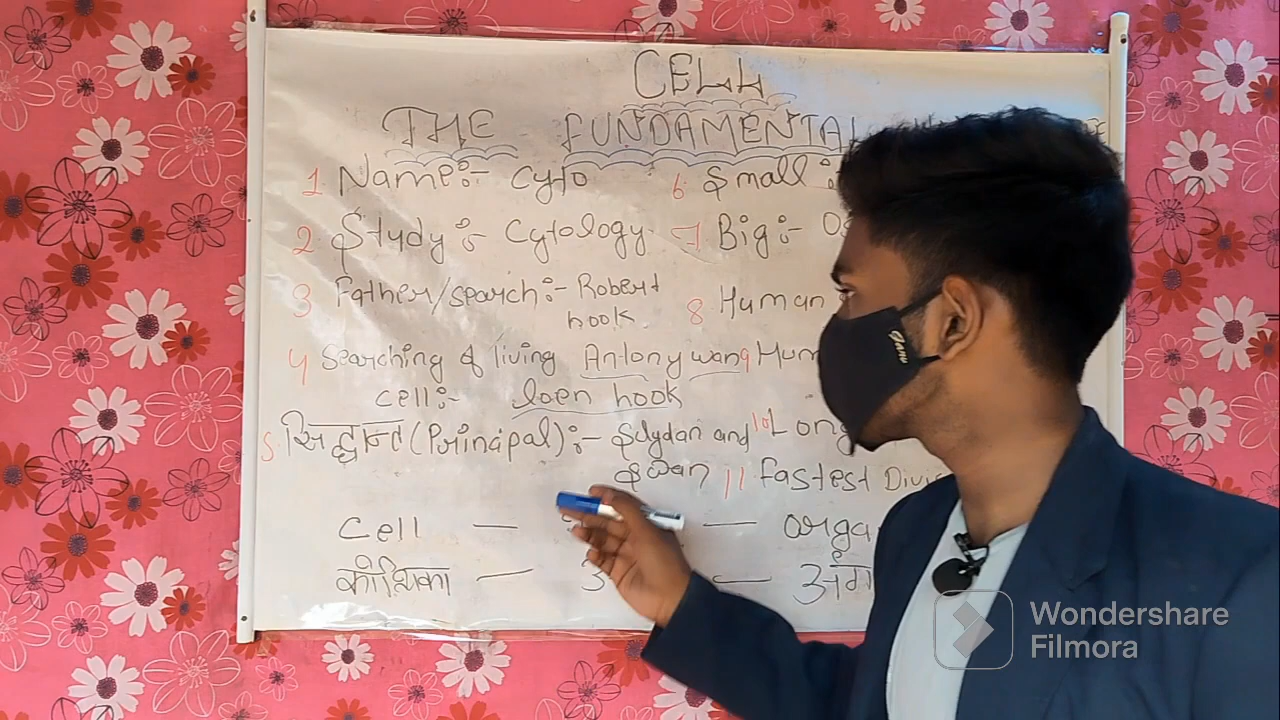 CELL
THE FUNDAMENTAL
1 Name:- Cyto
2 Study:- Cytology
3 Father/search:- Robert
hook
4 Searching of living Antony wan
cell:- loen hook
5 सिद्धान्त (Principal):- Slydan and
Swan
6 Small:
7 Big:-
8 Human
9 Hum
10 Long
11 Fastest Divi
Cell — — orga
कोशिका — — अंग
Wondershare
Filmora